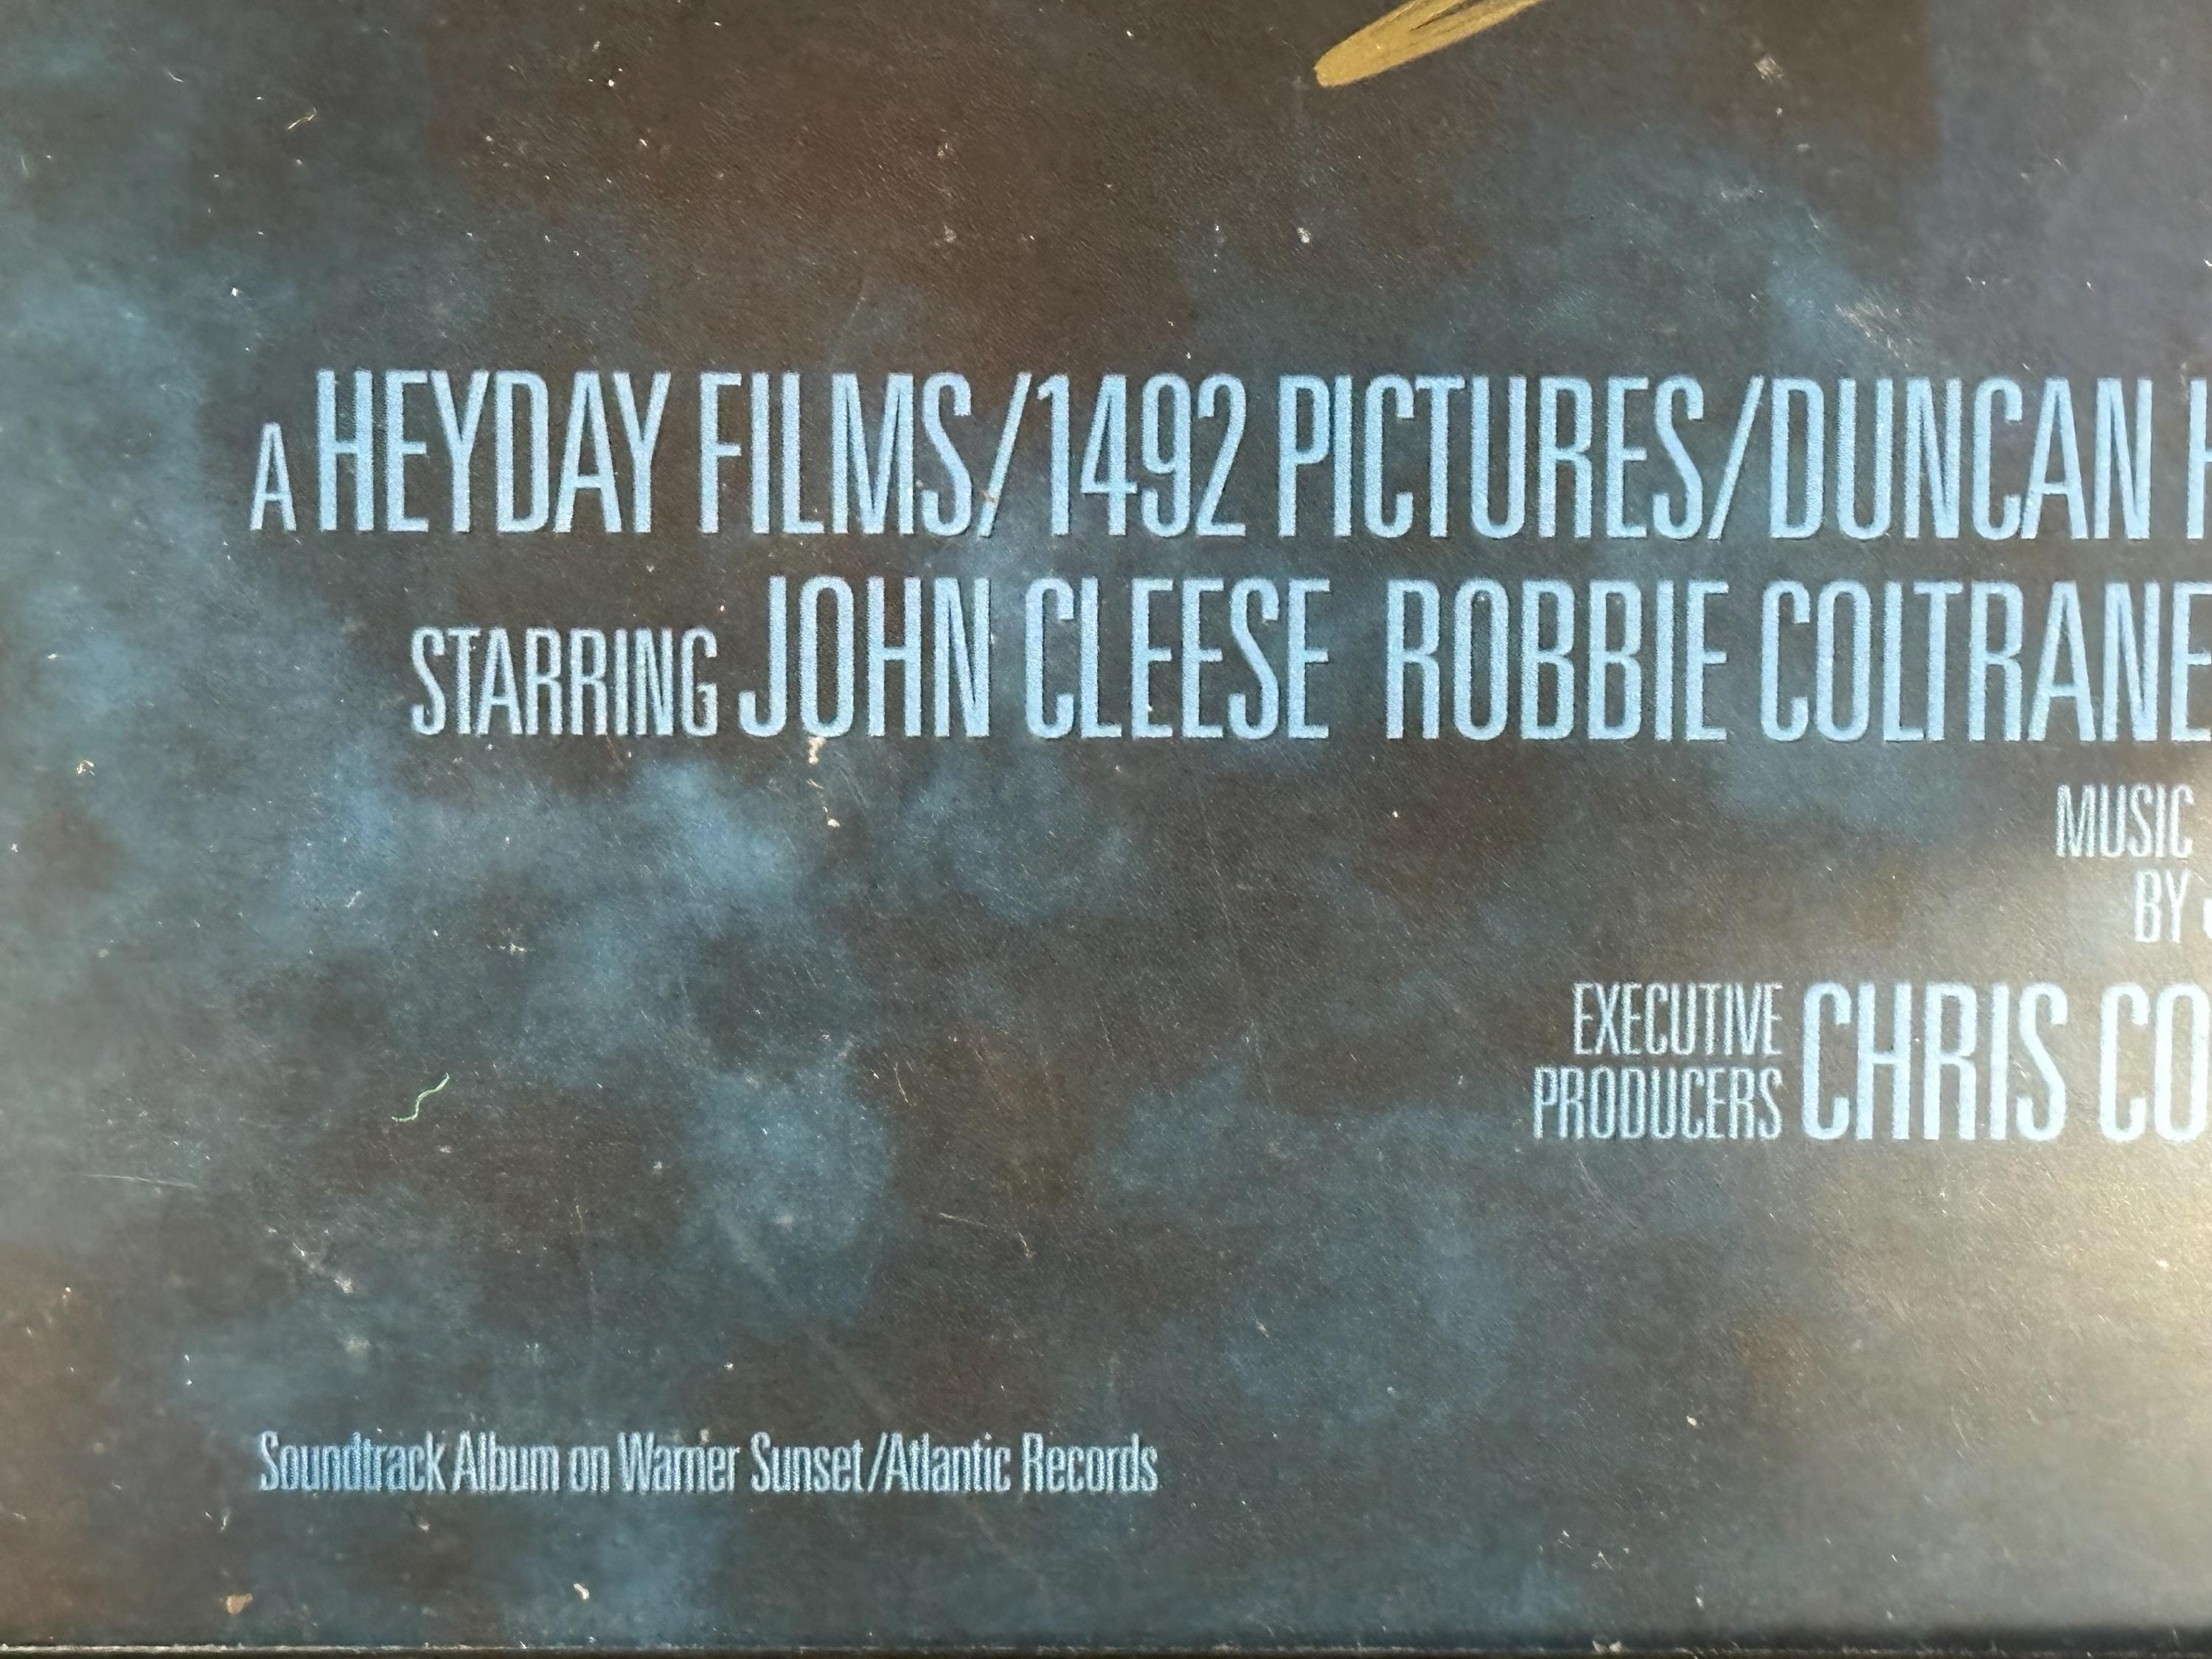 A HEYDAY FILMS/1492 PICTURES/DUNCAN H
STARRING JOHN CLEESE ROBBIE COLTRANE
MUSIC
BY
EXECUTIVE
PRODUCERS CHRIS CO
Soundtrack Album on Warner Sunset/Atlantic Records